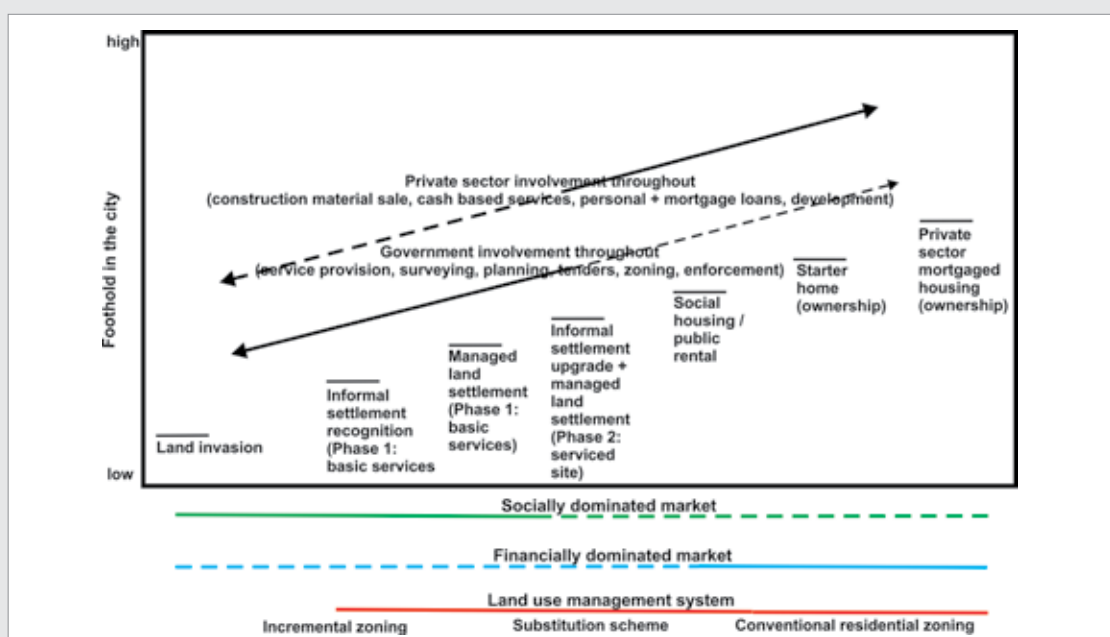 high
Foothold in the city
low
Private sector involvement throughout
(construction material sale, cash based services, personal + mortgage loans, development)
Government involvement throughout
(service provision, surveying, planning, tenders, zoning, enforcement)
Land invasion
Informal
settlement
recognition
(Phase 1:
basic services
Managed
land
settlement
(Phase 1:
basic
services)
Informal
settlement
upgrade +
managed
land
settlement
(Phase 2:
serviced
site)
Social
housing /
public
rental
Starter
home
(ownership)
Private
sector
mortgaged
housing
(ownership)
Socially dominated market
Financially dominated market
Land use management system
Incremental zoning
Substitution scheme
Conventional residential zoning